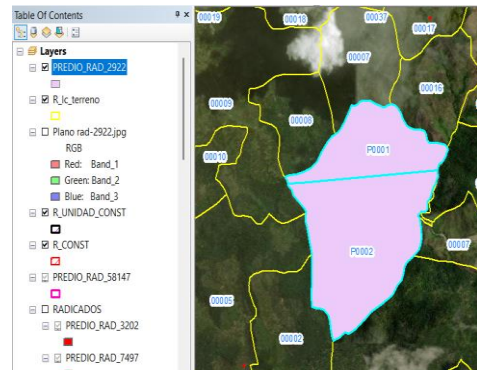 Table Of Contents
Layers
PREDIO_RAD_2922
R_lc_terreno
Plano rad-2922.jpg
RGB
Red: Band_1
Green: Band_2
Blue: Band_3
R_UNIDAD_CONST
R_CONST
PREDIO_RAD_58147
RADICADOS
PREDIO_RAD_3202
PREDIO_RAD_7497
00019
00018
00037
00017
00007
00016
00009
00008
P0001
00010
P0002
00007
00005
00002